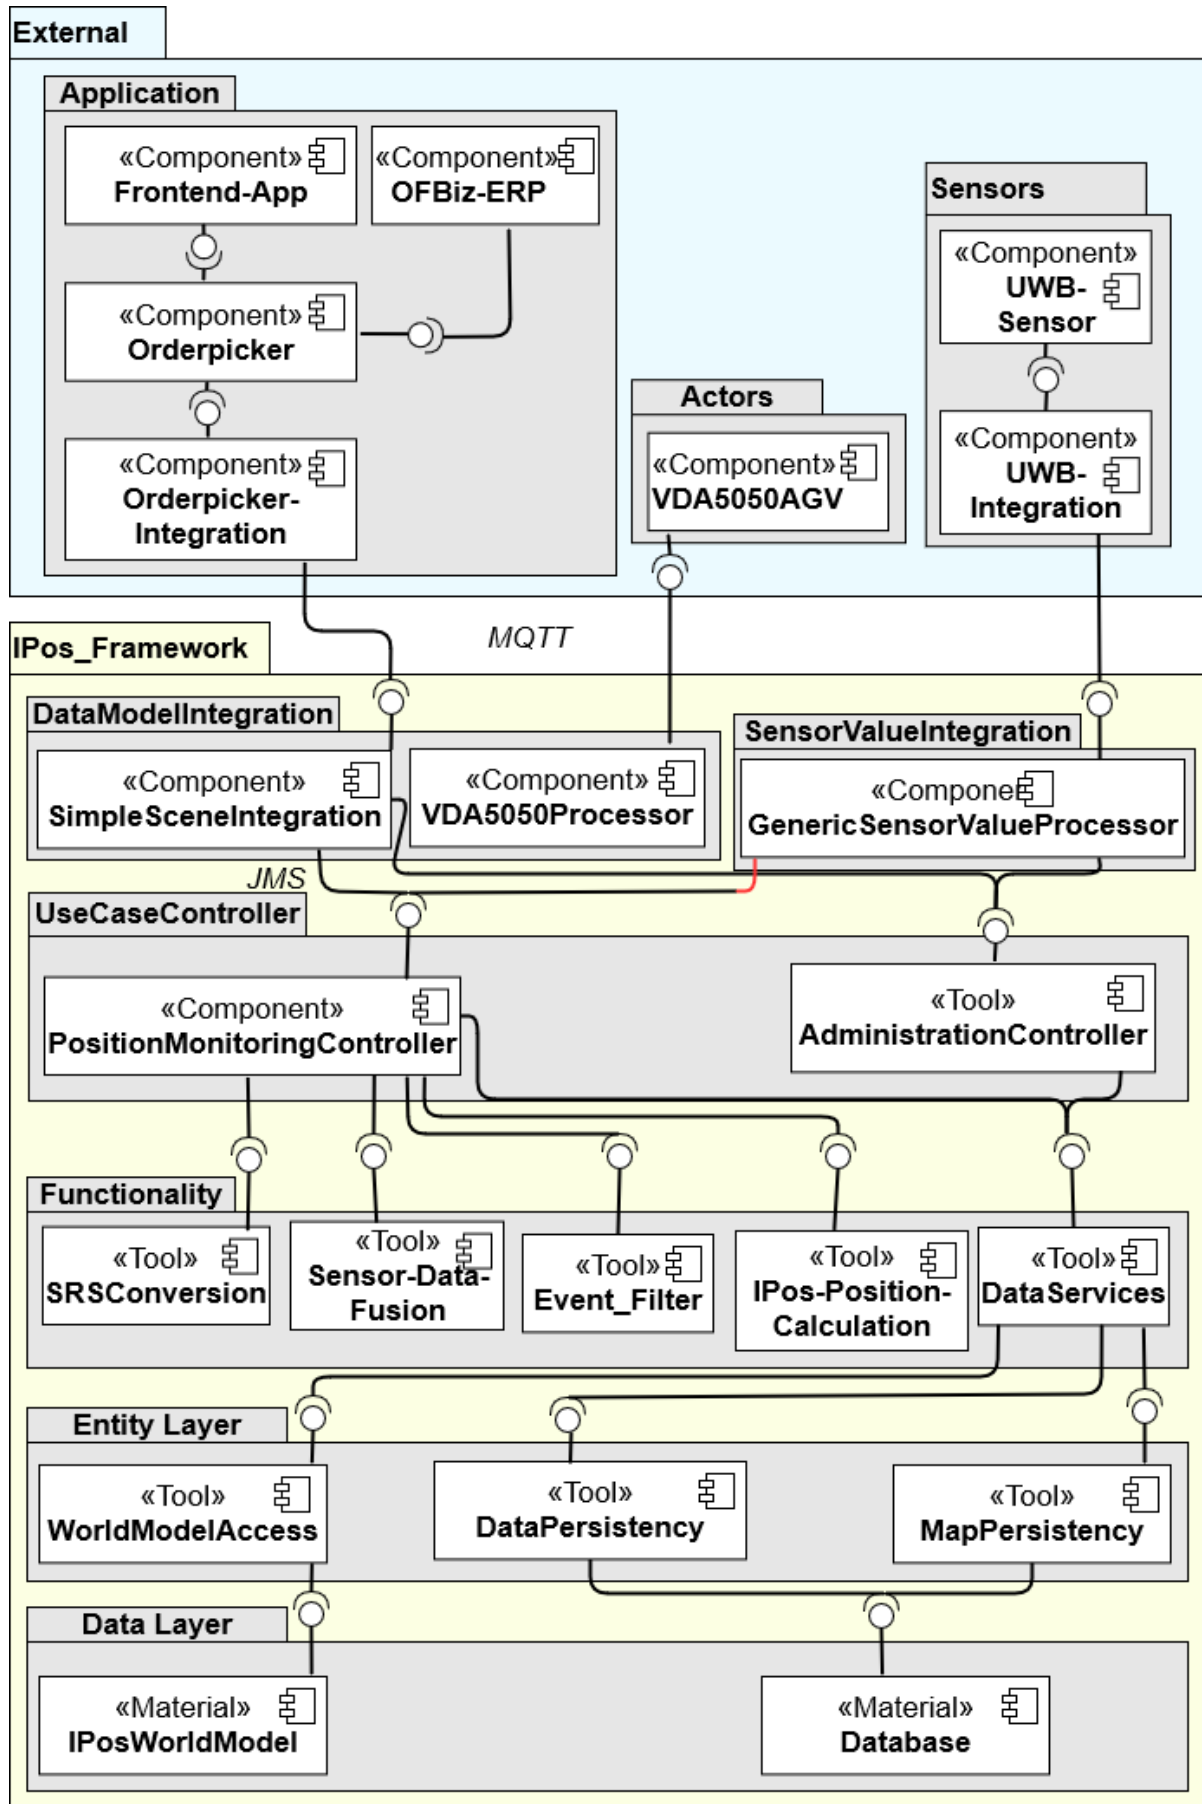 External
Application
«Component»
Frontend-App
«Component»
OFBiz-ERP
Sensors
«Component»
UWB-
Sensor
«Component»
Orderpicker
Actors
«Component»
VDA5050AGV
«Component»
UWB-
Integration
«Component»
Orderpicker-
Integration
MQTT
IPos_Framework
DataModelIntegration
«Component»
SimpleSceneIntegration
«Component»
VDA5050Processor
SensorValueIntegration
«Compone
GenericSensorValueProcessor
JMS
UseCaseController
«Component»
PositionMonitoringController
«Tool»
AdministrationController
Functionality
«Tool»
SRSConversion
«Tool»
Sensor-Data-
Fusion
«Tool»
Event_Filter
«Tool»
IPos-Position-
Calculation
«Tool»
DataServices
Entity Layer
«Tool»
WorldModelAccess
«Tool»
DataPersistency
«Tool»
MapPersistency
Data Layer
«Material»
IPosWorldModel
«Material»
Database